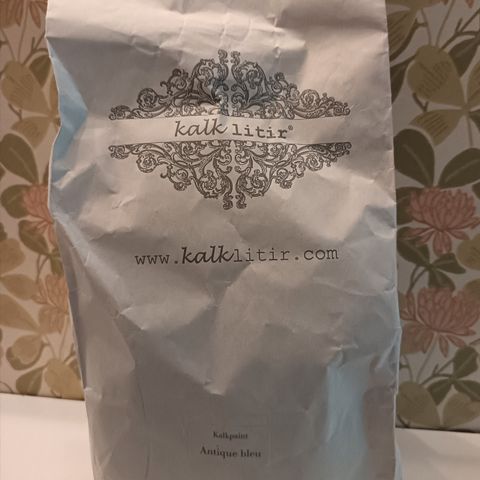 kalk litir®
www.kalklitir.com
Kalkpaint
Antique bleu